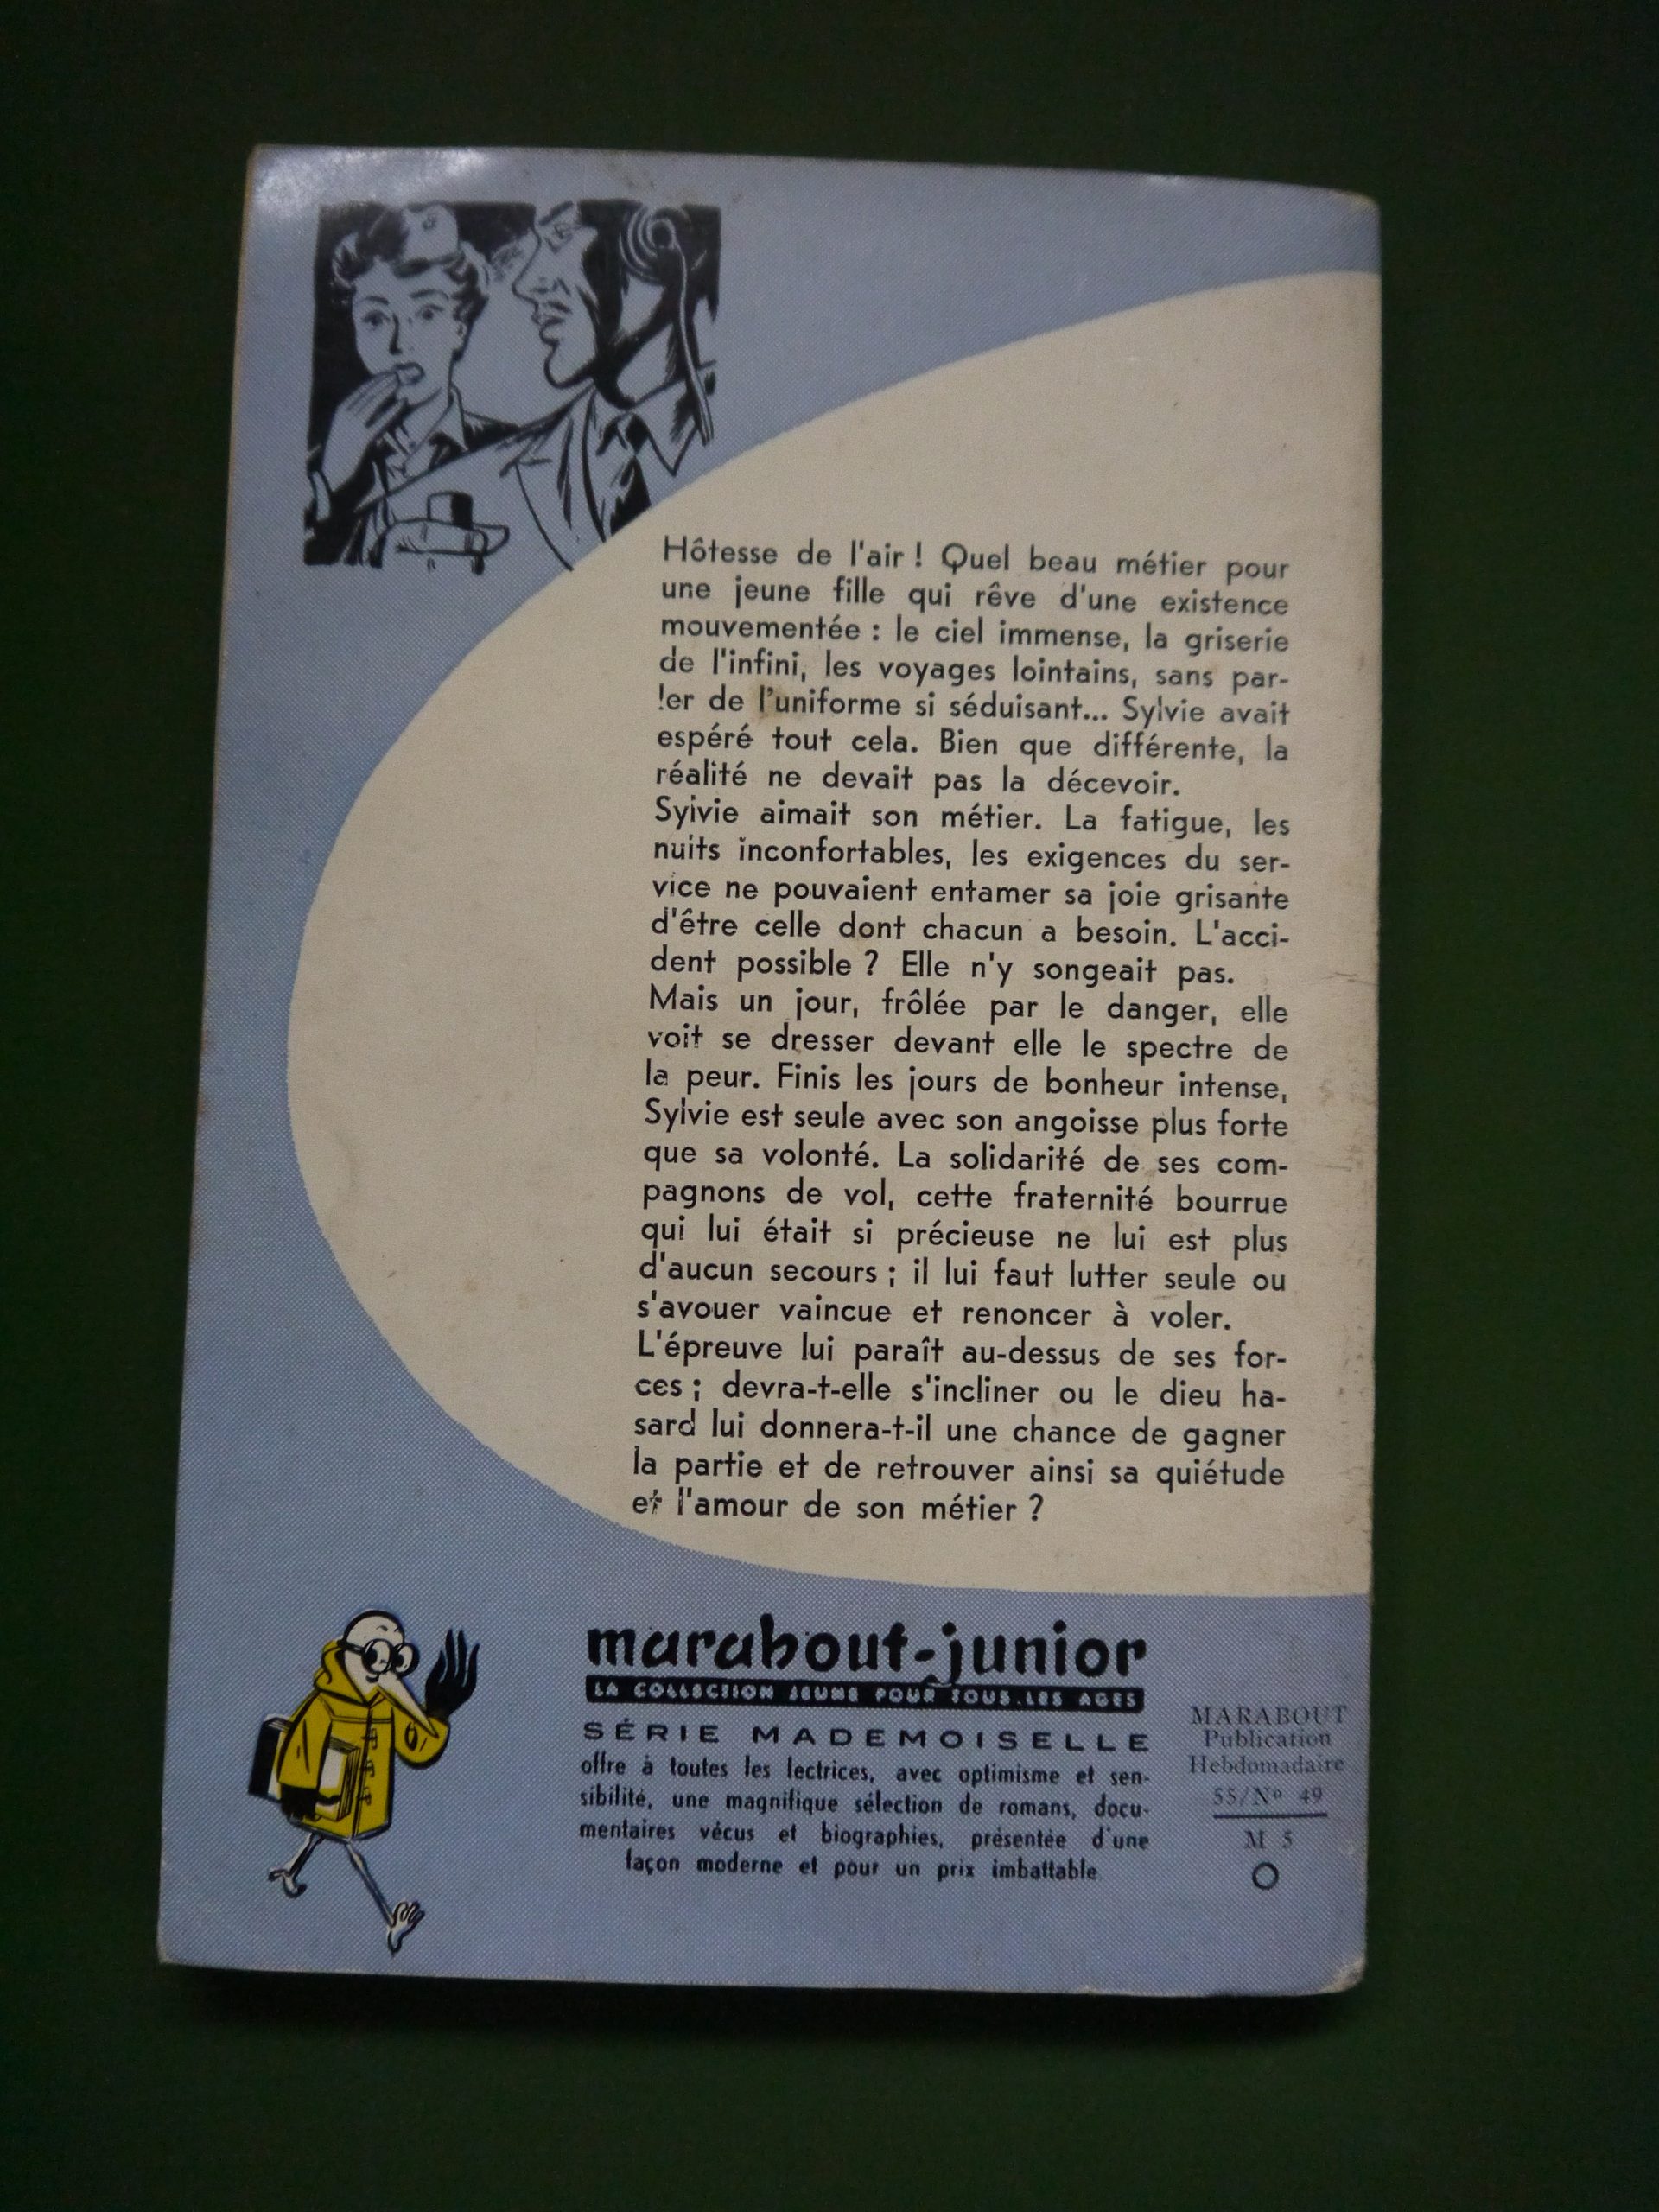 Hôtesse de l'air ! Quel beau métier pour
une jeune fille qui rêve d'une existence
mouvementée : le ciel immense, la griserie
de l'infini, les voyages lointains, sans par-
ler de l'uniforme si séduisant... Sylvie avait
espéré tout cela. Bien que différente, la
réalité ne devait pas la décevoir.
Sylvie aimait son métier. La fatigue, les
nuits inconfortables, les exigences du ser-
vice ne pouvaient entamer sa joie grisante
d'être celle dont chacun a besoin. L'acci-
dent possible ? Elle n'y songeait pas.
Mais un jour, frôlée par le danger, elle
voit se dresser devant elle le spectre de
la peur. Finis les jours de bonheur intense,
Sylvie est seule avec son angoisse plus forte
que sa volonté. La solidarité de ses com-
pagnons de vol, cette fraternité bourrue
qui lui était si précieuse ne lui est plus
d'aucun secours ; il lui faut lutter seule ou
s'avouer vaincue et renoncer à voler.
L'épreuve lui paraît au-dessus de ses for-
ces ; devra-t-elle s'incliner ou le dieu ha-
sard lui donnera-t-il une chance de gagner
la partie et de retrouver ainsi sa quiétude
et l'amour de son métier ?
marabout-junior
LA COLLECTION JEUNE POUR TOUS LES AGES
SÉRIE MADEMOISELLE
offre à toutes les lectrices, avec optimisme et sen-
sibilité, une magnifique sélection de romans, docu-
mentaires vécus et biographies, présentée d'une
façon moderne et pour un prix imbattable.
MARABOUT
Publication
Hebdomadaire
55/Nº 49
M 5
O